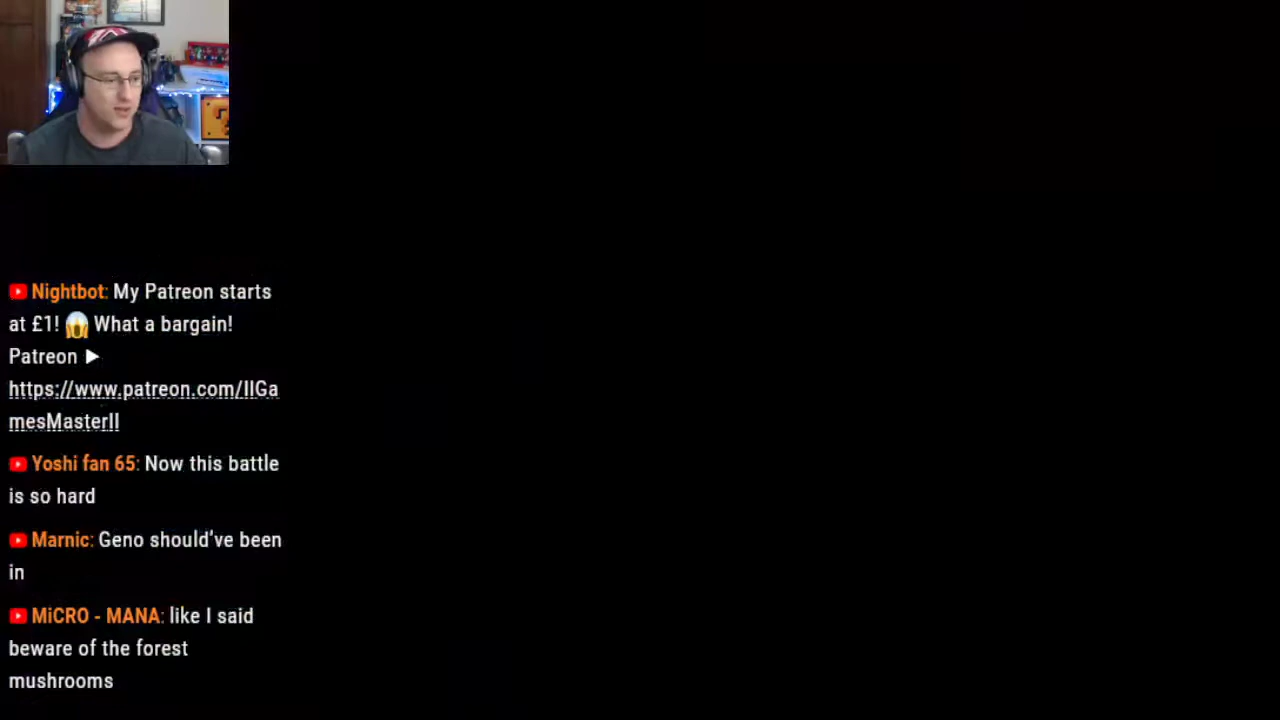 Nightbot: My Patreon starts
at £1! 😱 What a bargain!
Patreon ▶
https://www.patreon.com/IIGa
mesMasterII
Yoshi fan 65: Now this battle
is so hard
Marnic: Geno should've been
in
MiCRO - MANA: like I said
beware of the forest
mushrooms